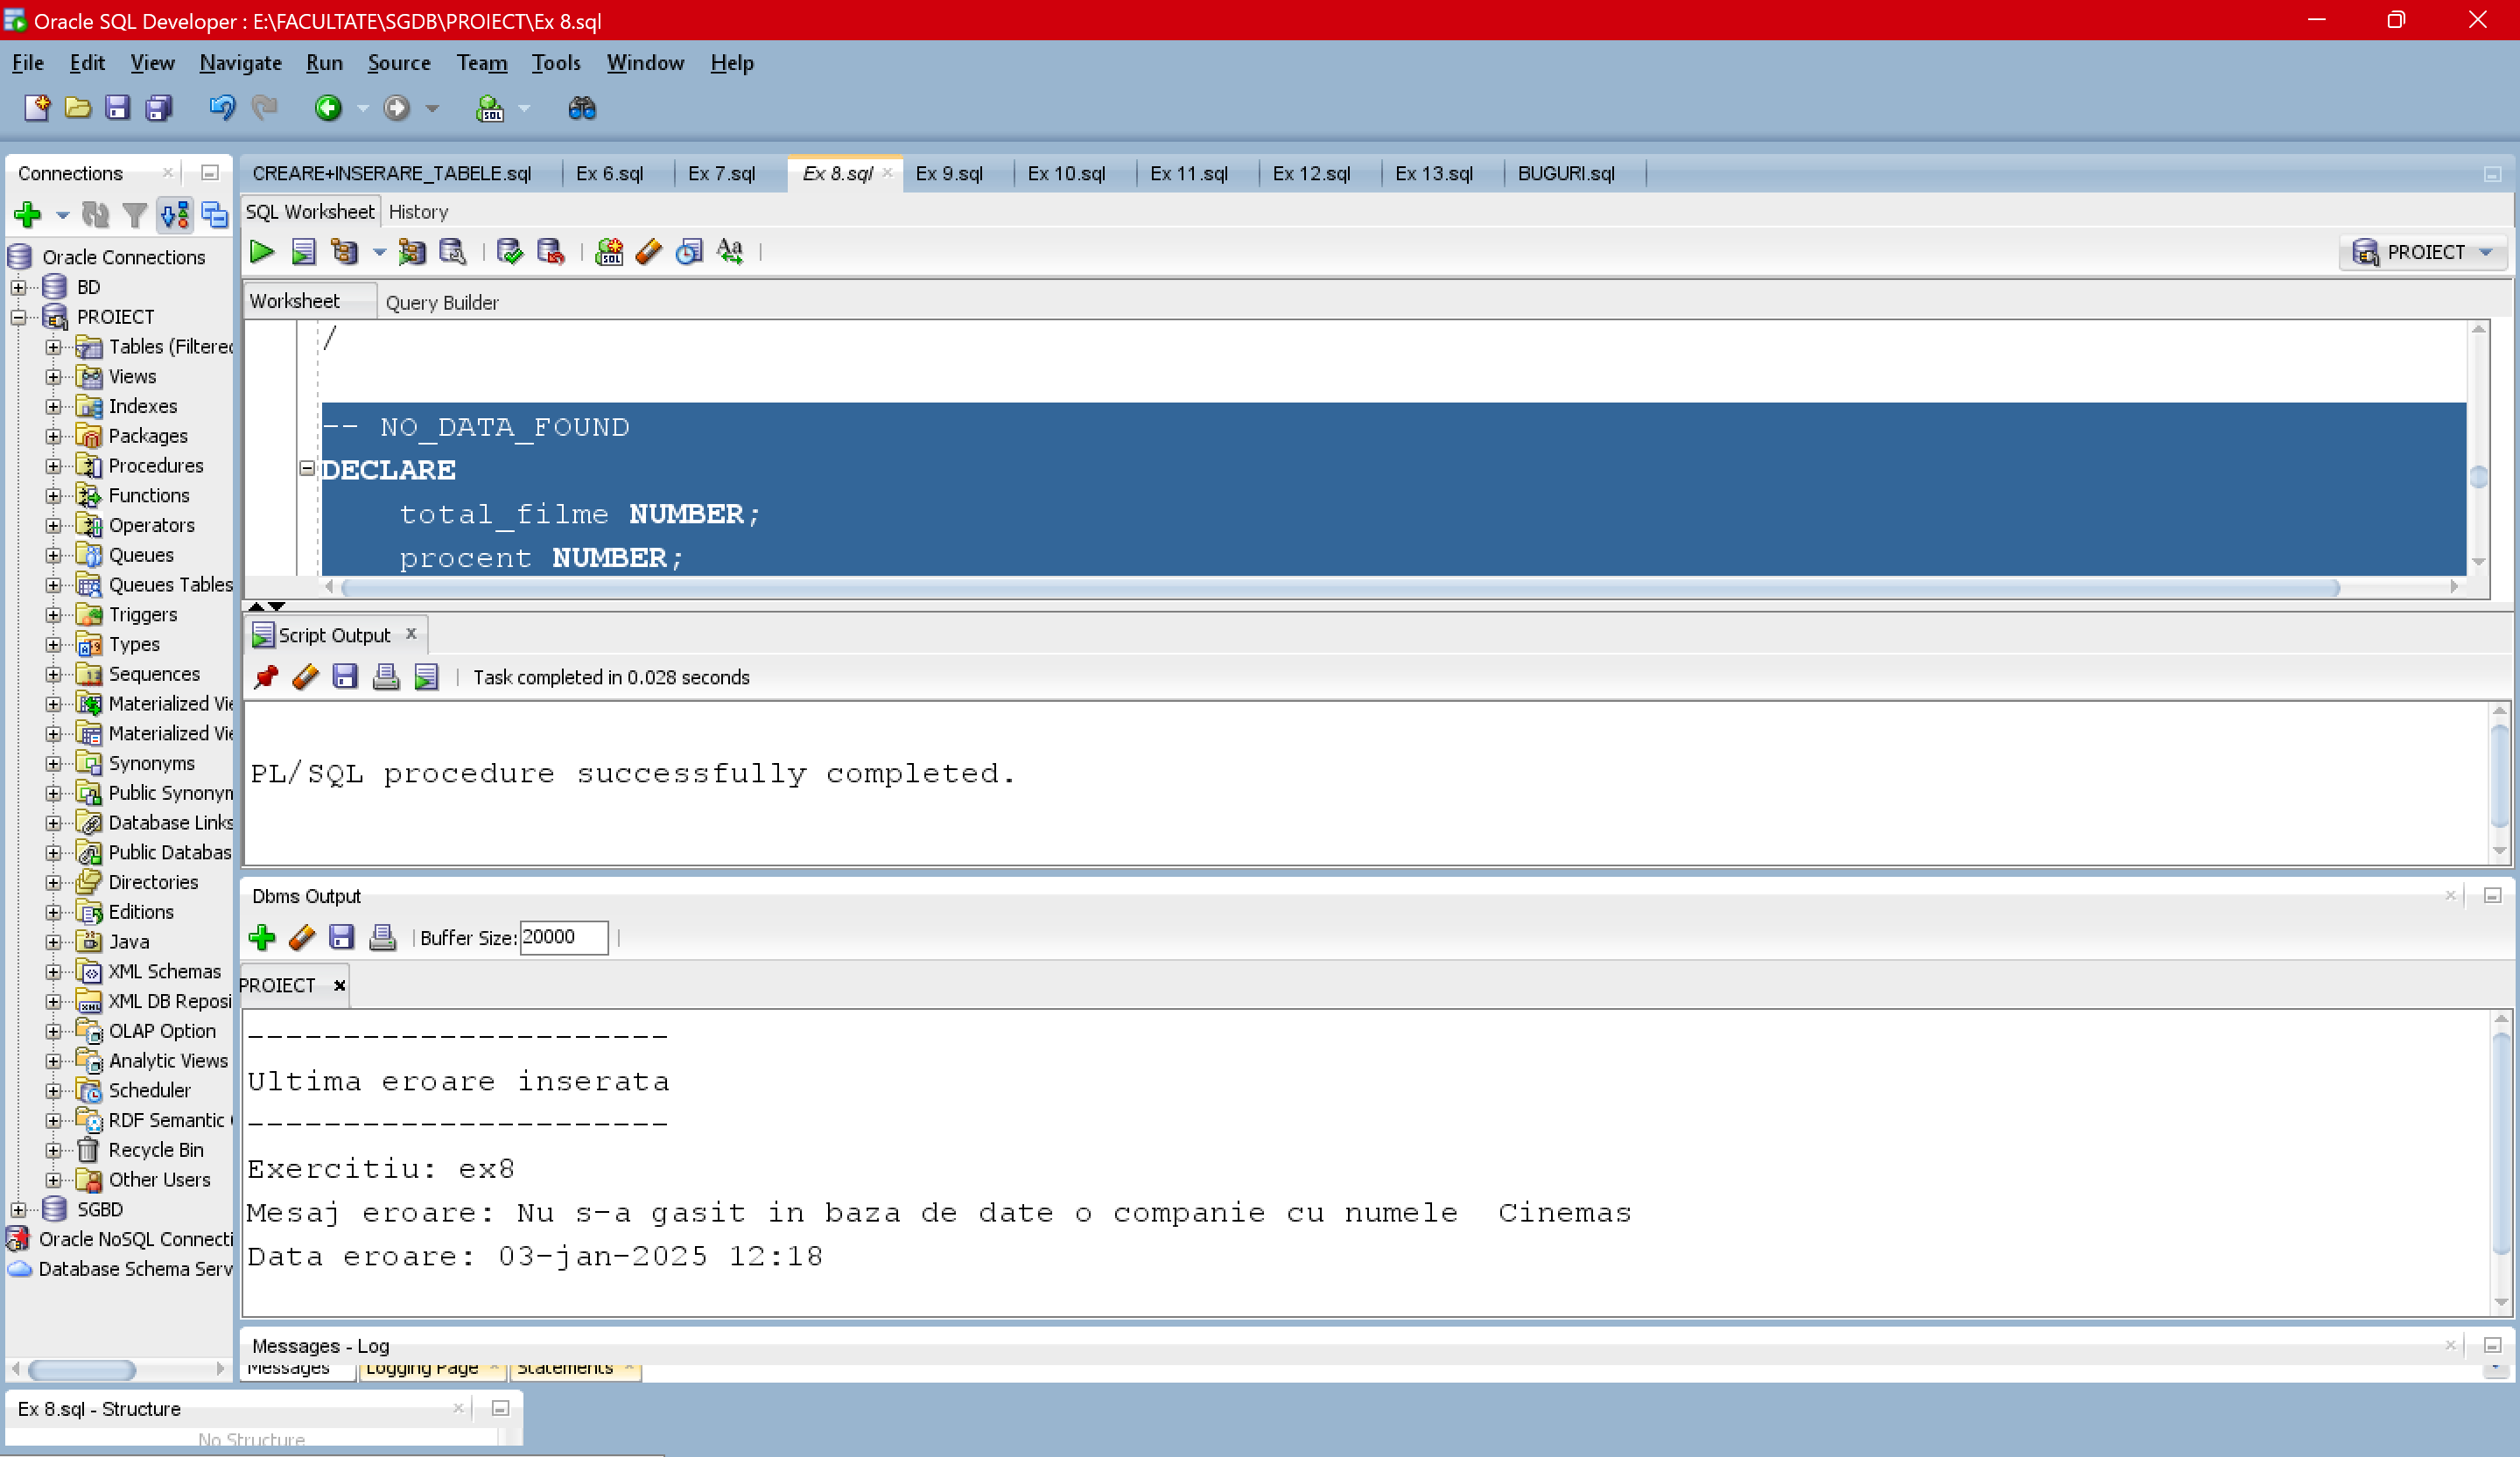 Oracle SQL Developer : E:\FACULTATE\SGDB\PROIECT\Ex 8.sql
File Edit View Navigate Run Source Team Tools Window Help
Connections
Oracle Connections
BD
PROIECT
Tables (Filtered
Views
Indexes
Packages
Procedures
Functions
Operators
Queues
Queues Tables
Triggers
Types
Sequences
Materialized Vie
Materialized Vie
Synonyms
Public Synonym
Database Links
Public Databas
Directories
Editions
Java
XML Schemas
XML DB Reposi
OLAP Option
Analytic Views
Scheduler
RDF Semantic
Recycle Bin
Other Users
SGBD
Oracle NoSQL Connecti
Database Schema Serv
CREARE+INSERARE_TABELE.sql Ex 6.sql Ex 7.sql Ex 8.sql Ex 9.sql Ex 10.sql Ex 11.sql Ex 12.sql Ex 13.sql BUGURI.sql
SQL Worksheet History
PROIECT
Worksheet Query Builder
/
-- NO_DATA_FOUND
DECLARE
total_filme NUMBER;
procent NUMBER;
Script Output
Task completed in 0.028 seconds
PL/SQL procedure successfully completed.
Dbms Output
Buffer Size: 20000
PROIECT
----------------------
Ultima eroare inserata
----------------------
Exercitiu: ex8
Mesaj eroare: Nu s-a gasit in baza de date o companie cu numele  Cinemas
Data eroare: 03-jan-2025 12:18
Messages - Log
Messages Logging Page Statements
Ex 8.sql - Structure
No Structure